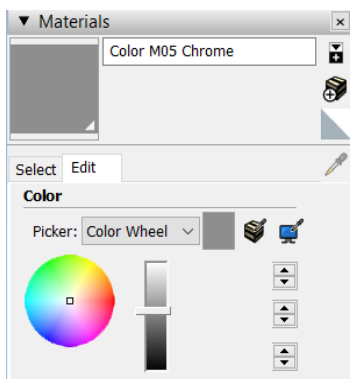 ▼ Materials
Color M05 Chrome
Select Edit
Color
Picker: Color Wheel